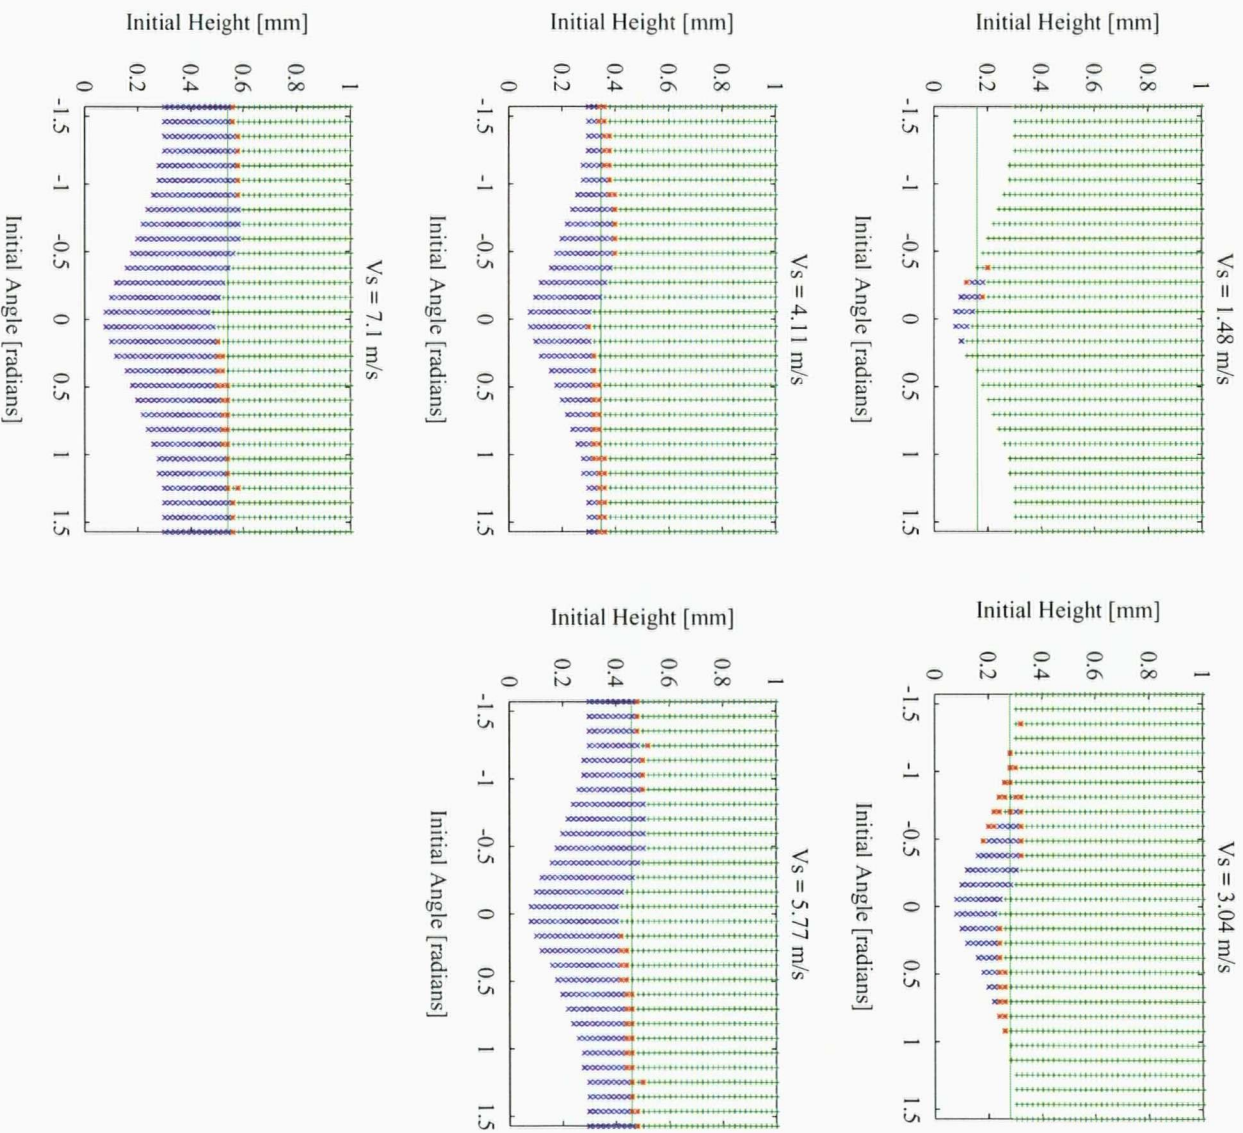 Vs = 1.48 m/s
Initial Height [mm]
1
0.8
0.6
0.4
0.2
0
-1.5 -1 -0.5 0 0.5 1 1.5
Initial Angle [radians]
Vs = 3.04 m/s
Initial Height [mm]
1
0.8
0.6
0.4
0.2
0
-1.5 -1 -0.5 0 0.5 1 1.5
Initial Angle [radians]
Vs = 4.11 m/s
Initial Height [mm]
1
0.8
0.6
0.4
0.2
0
-1.5 -1 -0.5 0 0.5 1 1.5
Initial Angle [radians]
Vs = 5.77 m/s
Initial Height [mm]
1
0.8
0.6
0.4
0.2
0
-1.5 -1 -0.5 0 0.5 1 1.5
Initial Angle [radians]
Vs = 7.1 m/s
Initial Height [mm]
1
0.8
0.6
0.4
0.2
0
-1.5 -1 -0.5 0 0.5 1 1.5
Initial Angle [radians]